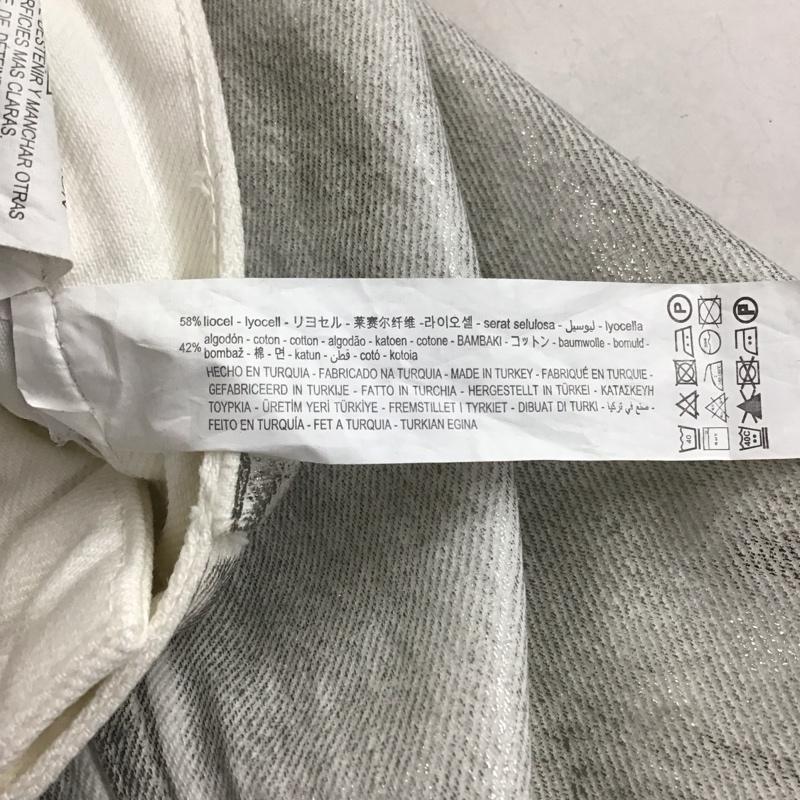 DESTEÑIR Y MANCHAR OTRAS
RFICIES MAS CLARAS.
58% liocel - lyocell - リヨセル - 莱赛尔纤维 -라이오셀 - serat selulosa - ليوسيل - lyocella
42% algodón - coton - cotton - algodão - katoen - cotone - BAMBAKI - コットン - baumwolle - bomuld -
bombaž - 棉 - 면 - katun - قطن - cotó - kotoia
HECHO EN TURQUIA - FABRICADO NA TURQUIA - MADE IN TURKEY - FABRIQUÉ EN TURQUIE -
GEFABRICEERD IN TURKIJE - FATTO IN TURCHIA - HERGESTELLT IN TÜRKEI - ΚΑΤΑΣΚΕΥΗ
ΤΟΥΡΚΙΑ - ÜRETİM YERİ TÜRKİYE - FREMSTILLET I TYRKIET - DIBUAT DI TURKI - صنع في تركيا -
FEITO EN TURQUÍA - FET A TURQUIA - TURKIAN EGINA
P
P
40
40C